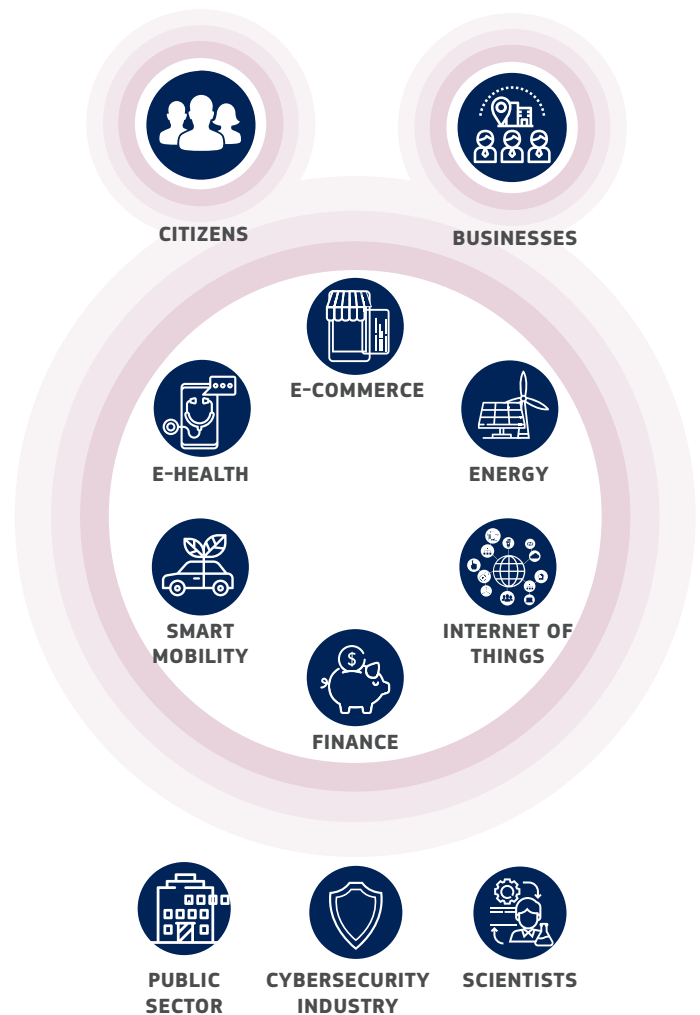 CITIZENS
BUSINESSES
E-COMMERCE
E-HEALTH
ENERGY
SMART
MOBILITY
INTERNET OF
THINGS
$
FINANCE
PUBLIC
SECTOR
CYBERSECURITY
INDUSTRY
SCIENTISTS